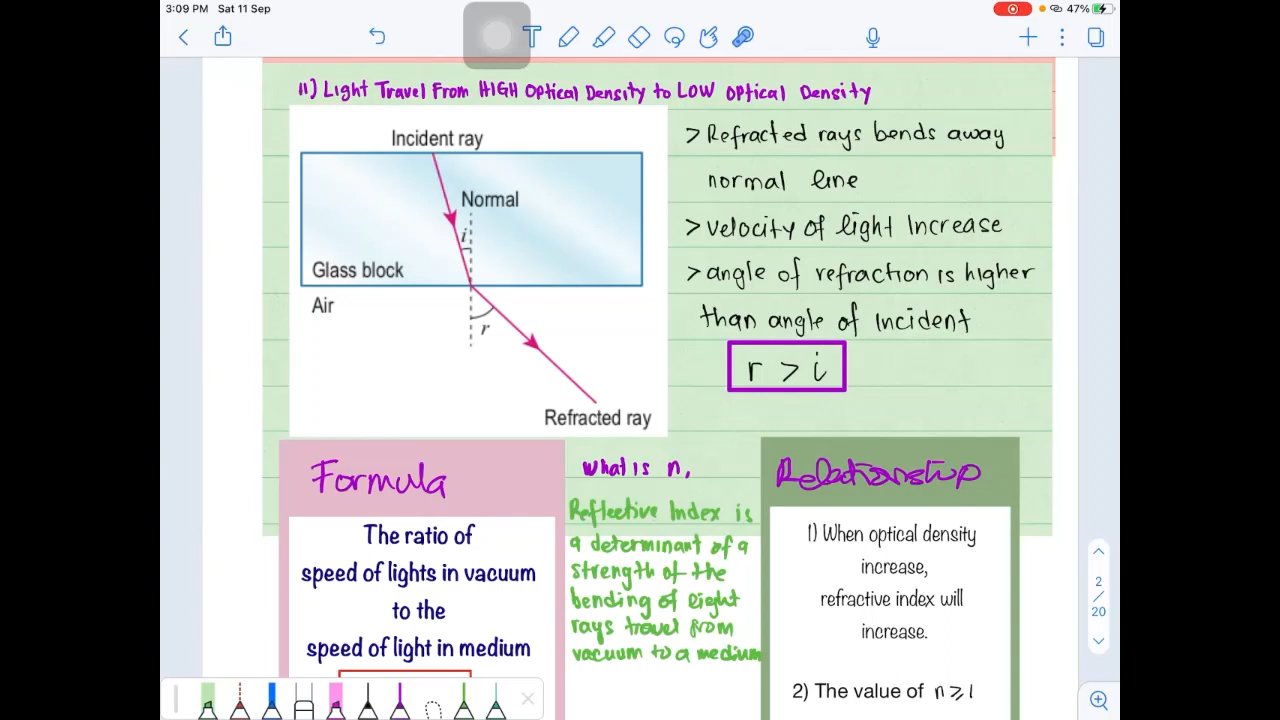 3:09 PM Sat 11 Sep
47%
T
II) Light Travel From HIGH Optical Density to LOW Optical Density
Incident ray
Normal
i
Glass block
Air
r
Refracted ray
> Refracted rays bends away
normal line
> velocity of light Increase
> angle of refraction is higher
than angle of Incident
r > i
Formula
The ratio of
speed of lights in vacuum
to the
speed of light in medium
What is n,
Reflective Index is
a determinant of a
strength of the
bending of light
rays travel from
vacuum to a medium
Relationship
1) When optical density
increase,
refractive index will
increase.
2) The value of n ⩾ 1
2
/
20